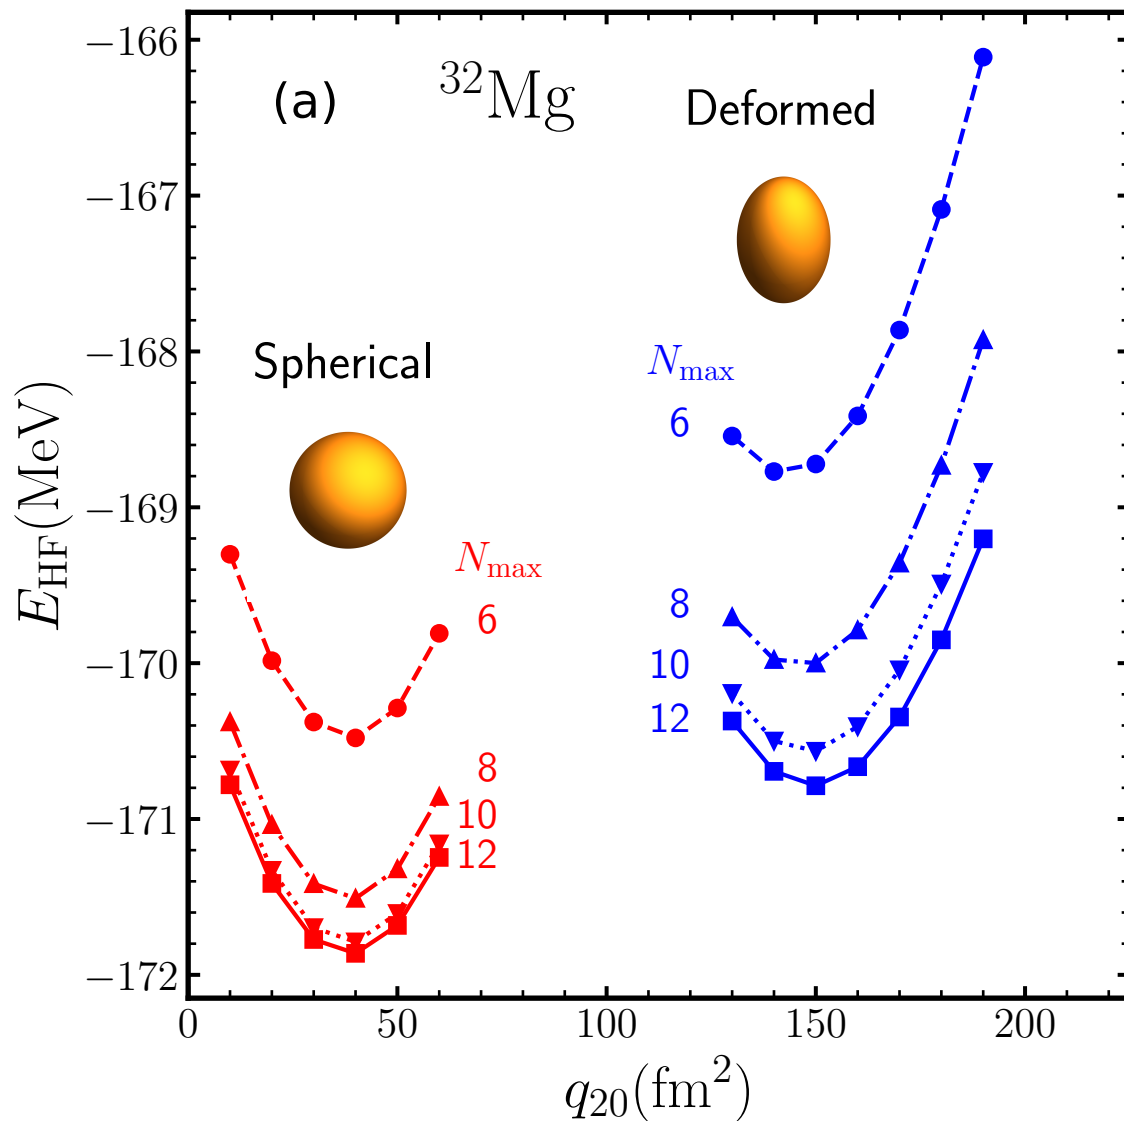 (a)
³²Mg
Deformed
Spherical
N_max
6
8
10
12
N_max
6
8
10
12
E_HF(MeV)
−166
−167
−168
−169
−170
−171
−172
0
50
100
150
200
q₂₀(fm²)